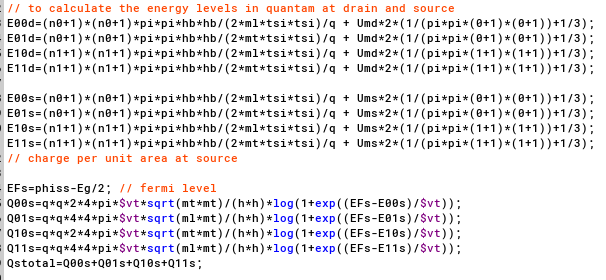 // to calculate the energy levels in quantam at drain and source
E00d=(n0+1)*(n0+1)*pi*pi*hb*hb/(2*ml*tsi*tsi)/q + Umd*2*(1/(pi*pi*(0+1)*(0+1))+1/3);
E01d=(n0+1)*(n0+1)*pi*pi*hb*hb/(2*mt*tsi*tsi)/q + Umd*2*(1/(pi*pi*(0+1)*(0+1))+1/3);
E10d=(n1+1)*(n1+1)*pi*pi*hb*hb/(2*ml*tsi*tsi)/q + Umd*2*(1/(pi*pi*(1+1)*(1+1))+1/3);
E11d=(n1+1)*(n1+1)*pi*pi*hb*hb/(2*mt*tsi*tsi)/q + Umd*2*(1/(pi*pi*(1+1)*(1+1))+1/3);
E00s=(n0+1)*(n0+1)*pi*pi*hb*hb/(2*ml*tsi*tsi)/q + Ums*2*(1/(pi*pi*(0+1)*(0+1))+1/3);
E01s=(n0+1)*(n0+1)*pi*pi*hb*hb/(2*mt*tsi*tsi)/q + Ums*2*(1/(pi*pi*(0+1)*(0+1))+1/3);
E10s=(n1+1)*(n1+1)*pi*pi*hb*hb/(2*ml*tsi*tsi)/q + Ums*2*(1/(pi*pi*(1+1)*(1+1))+1/3);
E11s=(n1+1)*(n1+1)*pi*pi*hb*hb/(2*mt*tsi*tsi)/q + Ums*2*(1/(pi*pi*(1+1)*(1+1))+1/3);
// charge per unit area at source
EFs=phiss-Eg/2; // fermi level
Q00s=q*q*2*4*pi*$vt*sqrt(mt*mt)/(h*h)*log(1+exp((EFs-E00s)/$vt));
Q01s=q*q*4*4*pi*$vt*sqrt(ml*mt)/(h*h)*log(1+exp((EFs-E01s)/$vt));
Q10s=q*q*2*4*pi*$vt*sqrt(mt*mt)/(h*h)*log(1+exp((EFs-E10s)/$vt));
Q11s=q*q*4*4*pi*$vt*sqrt(ml*mt)/(h*h)*log(1+exp((EFs-E11s)/$vt));
Qstotal=Q00s+Q01s+Q10s+Q11s;